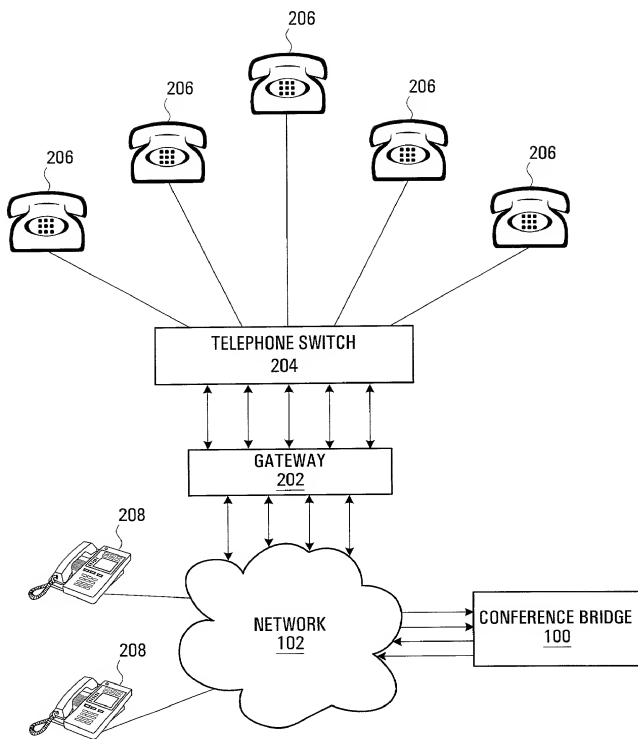 206
206
206
206
206
TELEPHONE SWITCH
204
GATEWAY
202
208
NETWORK
102
CONFERENCE BRIDGE
100
208